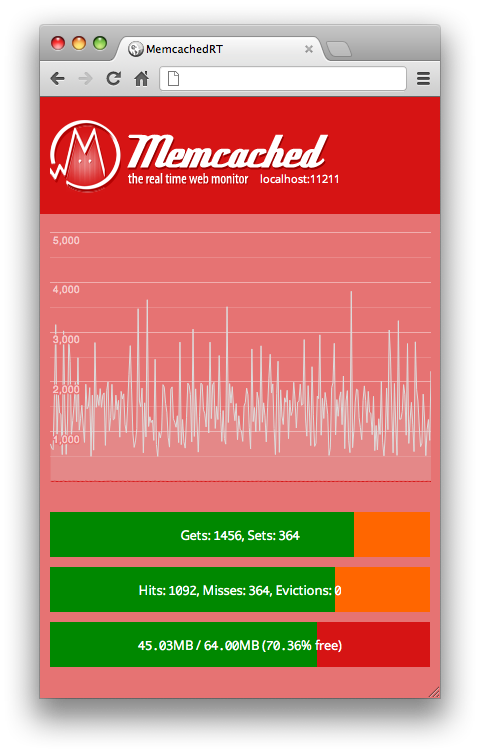 MemcachedRT
Memcached
the real time web monitor localhost:11211
5,000
4,000
3,000
2,000
1,000
Gets: 1456, Sets: 364
Hits: 1092, Misses: 364, Evictions: 0
45.03MB / 64.00MB (70.36% free)